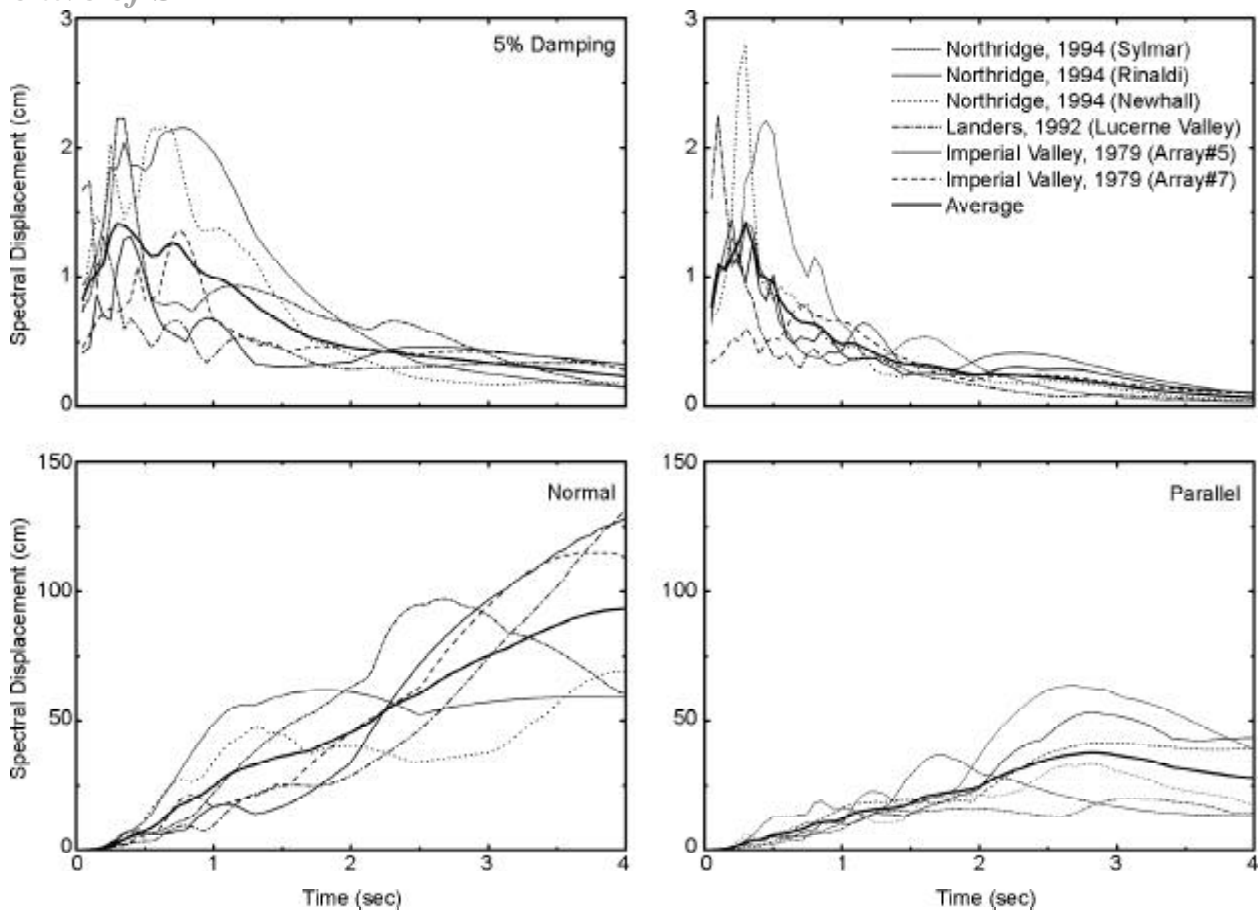 3
5% Damping
2
1
0
Spectral Displacement (cm)
3
2
1
0
Northridge, 1994 (Sylmar)
Northridge, 1994 (Rinaldi)
Northridge, 1994 (Newhall)
Landers, 1992 (Lucerne Valley)
Imperial Valley, 1979 (Array#5)
Imperial Valley, 1979 (Array#7)
Average
150
Normal
100
50
0
Spectral Displacement (cm)
0 1 2 3 4
Time (sec)
150
Parallel
100
50
0
0 1 2 3 4
Time (sec)